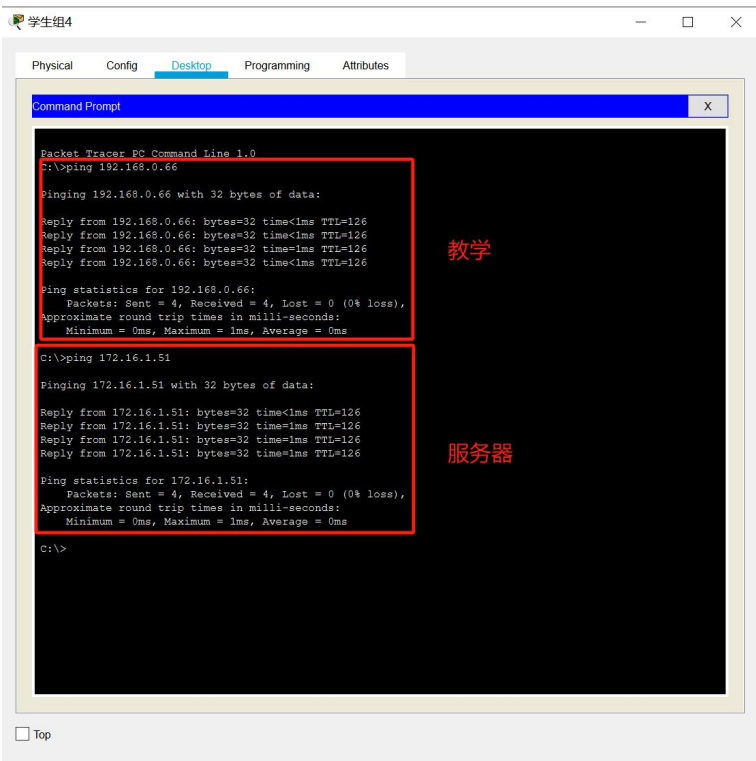 学生组4
Physical Config Desktop Programming Attributes
Command Prompt X
Packet Tracer PC Command Line 1.0
C:\>ping 192.168.0.66
Pinging 192.168.0.66 with 32 bytes of data:
Reply from 192.168.0.66: bytes=32 time<1ms TTL=126
Reply from 192.168.0.66: bytes=32 time<1ms TTL=126
Reply from 192.168.0.66: bytes=32 time=1ms TTL=126
Reply from 192.168.0.66: bytes=32 time<1ms TTL=126
教学
Ping statistics for 192.168.0.66:
Packets: Sent = 4, Received = 4, Lost = 0 (0% loss),
Approximate round trip times in milli-seconds:
Minimum = 0ms, Maximum = 1ms, Average = 0ms
C:\>ping 172.16.1.51
Pinging 172.16.1.51 with 32 bytes of data:
Reply from 172.16.1.51: bytes=32 time<1ms TTL=126
Reply from 172.16.1.51: bytes=32 time=1ms TTL=126
Reply from 172.16.1.51: bytes=32 time=1ms TTL=126
Reply from 172.16.1.51: bytes=32 time<1ms TTL=126
服务器
Ping statistics for 172.16.1.51:
Packets: Sent = 4, Received = 4, Lost = 0 (0% loss),
Approximate round trip times in milli-seconds:
Minimum = 0ms, Maximum = 1ms, Average = 0ms
C:\>
Top